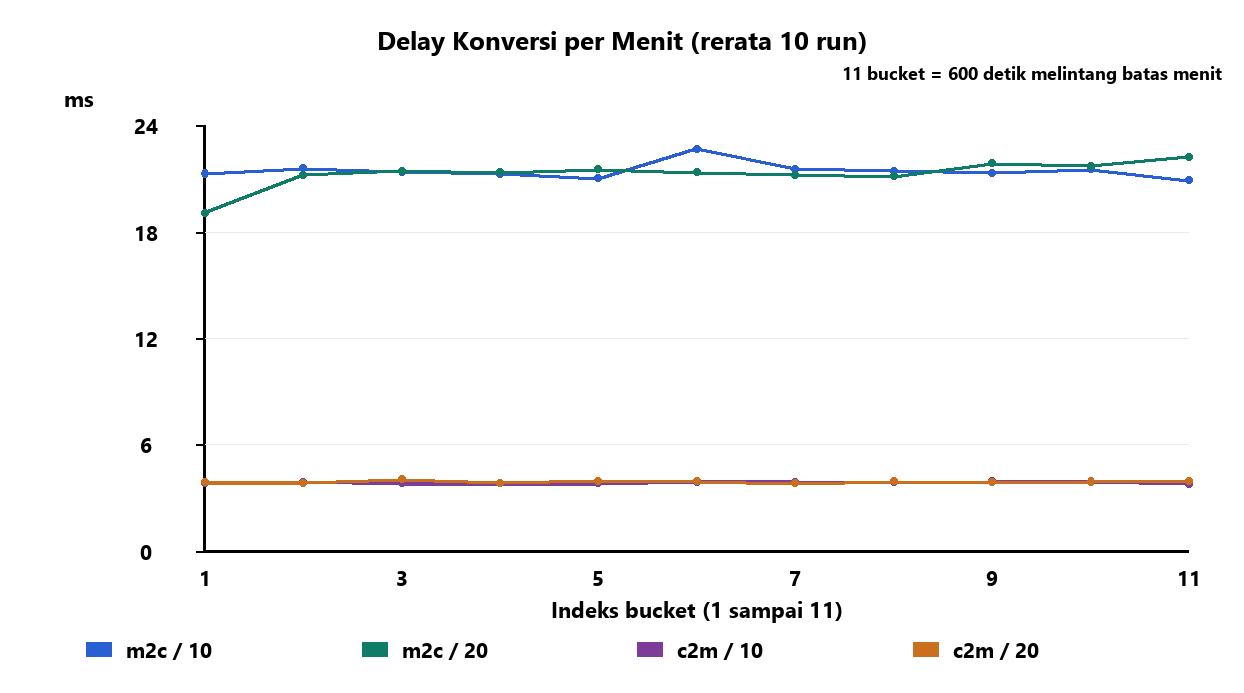 Delay Konversi per Menit (rerata 10 run)
11 bucket = 600 detik melintang batas menit
ms
24
18
12
6
0
1 3 5 7 9 11
Indeks bucket (1 sampai 11)
m2c / 10 m2c / 20 c2m / 10 c2m / 20